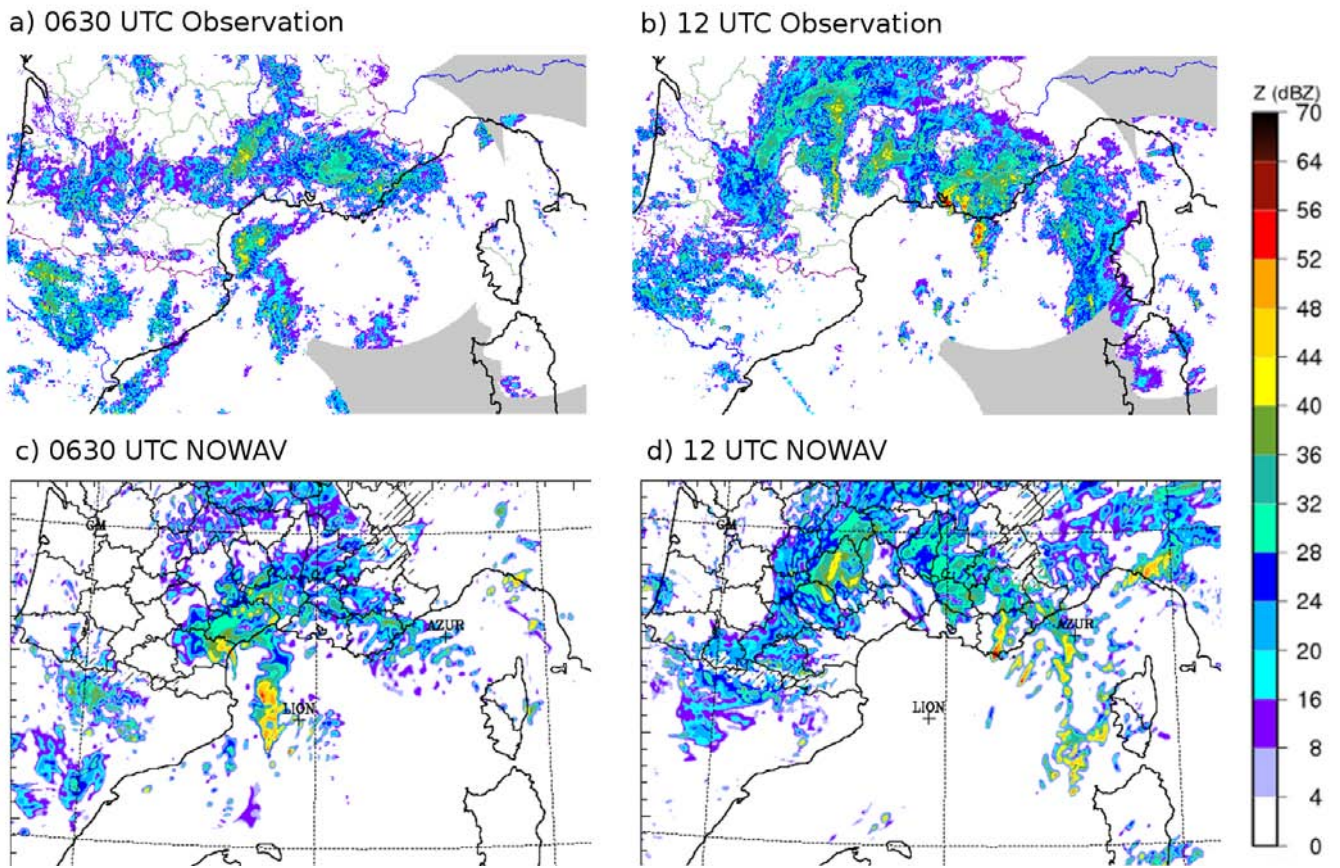 a) 0630 UTC Observation
b) 12 UTC Observation
Z (dBZ)
70
64
56
52
48
44
40
36
32
28
24
20
16
8
4
0
c) 0630 UTC NOWAV
d) 12 UTC NOWAV
GM
AZUR
LION
GM
AZUR
LION